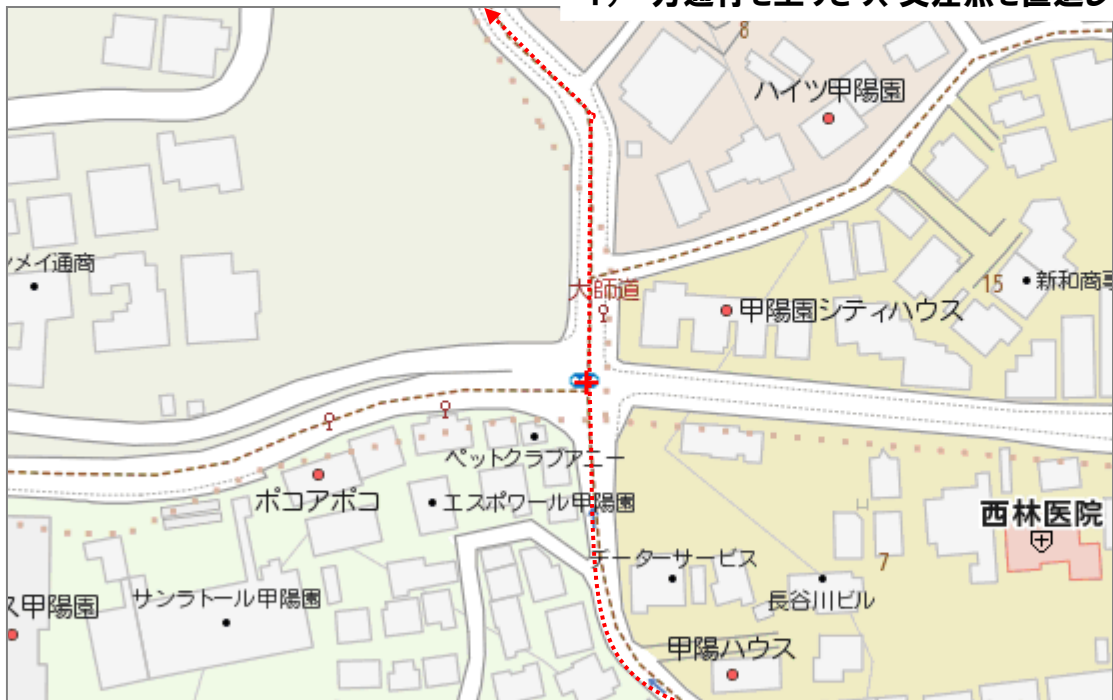 8
ハイツ甲陽園
メイ通商
大師道
15
新和商事
甲陽園シティハウス
ペットクラブアニー
ポコアポコ
エスポワール甲陽園
西林医院
データーサービス
7
ス甲陽園
サンラトール甲陽園
長谷川ビル
甲陽ハウス